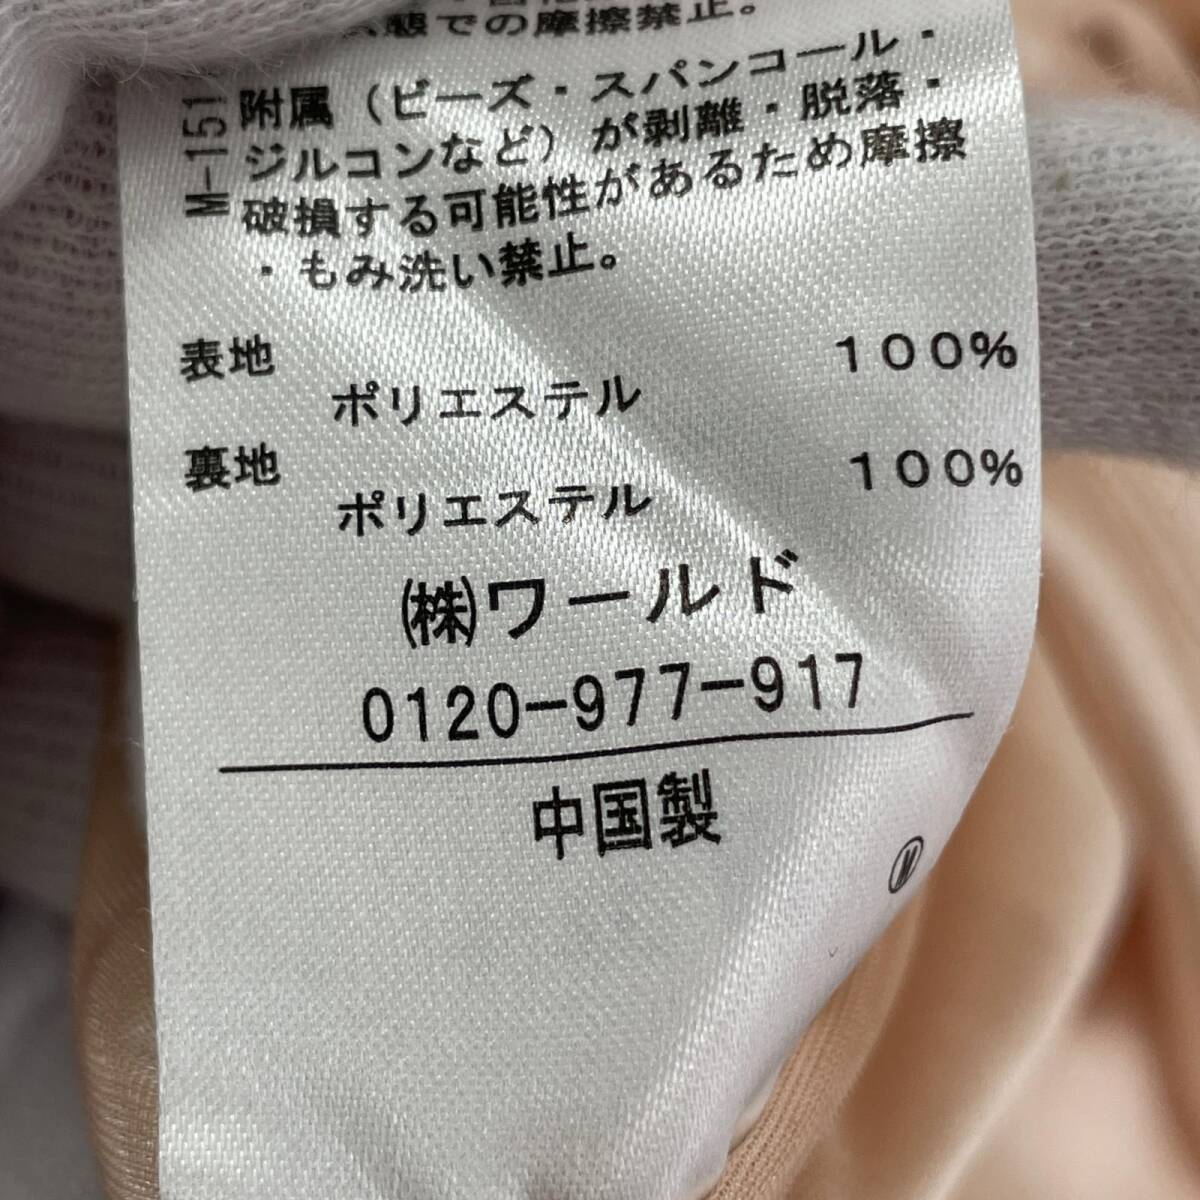 態での摩擦禁止。
附属（ビーズ・スパンコール・
ジルコンなど）が剥離・脱落・
破損する可能性があるため摩擦
・もみ洗い禁止。
M-151
表地
ポリエステル 100%
裏地
ポリエステル 100%
㈱ワールド
0120-977-917
中国製